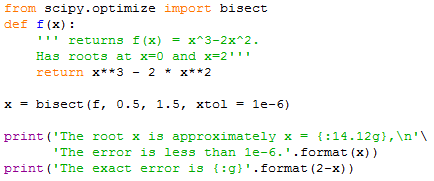 from scipy.optimize import bisect
def f(x):
    ''' returns f(x) = x^3-2x^2.
    Has roots at x=0 and x=2'''
    return x**3 - 2 * x**2
x = bisect(f, 0.5, 1.5, xtol = 1e-6)
print('The root x is approximately x = {:14.12g},\n'\
      'The error is less than 1e-6.'.format(x))
print('The exact error is {:g}'.format(2-x))